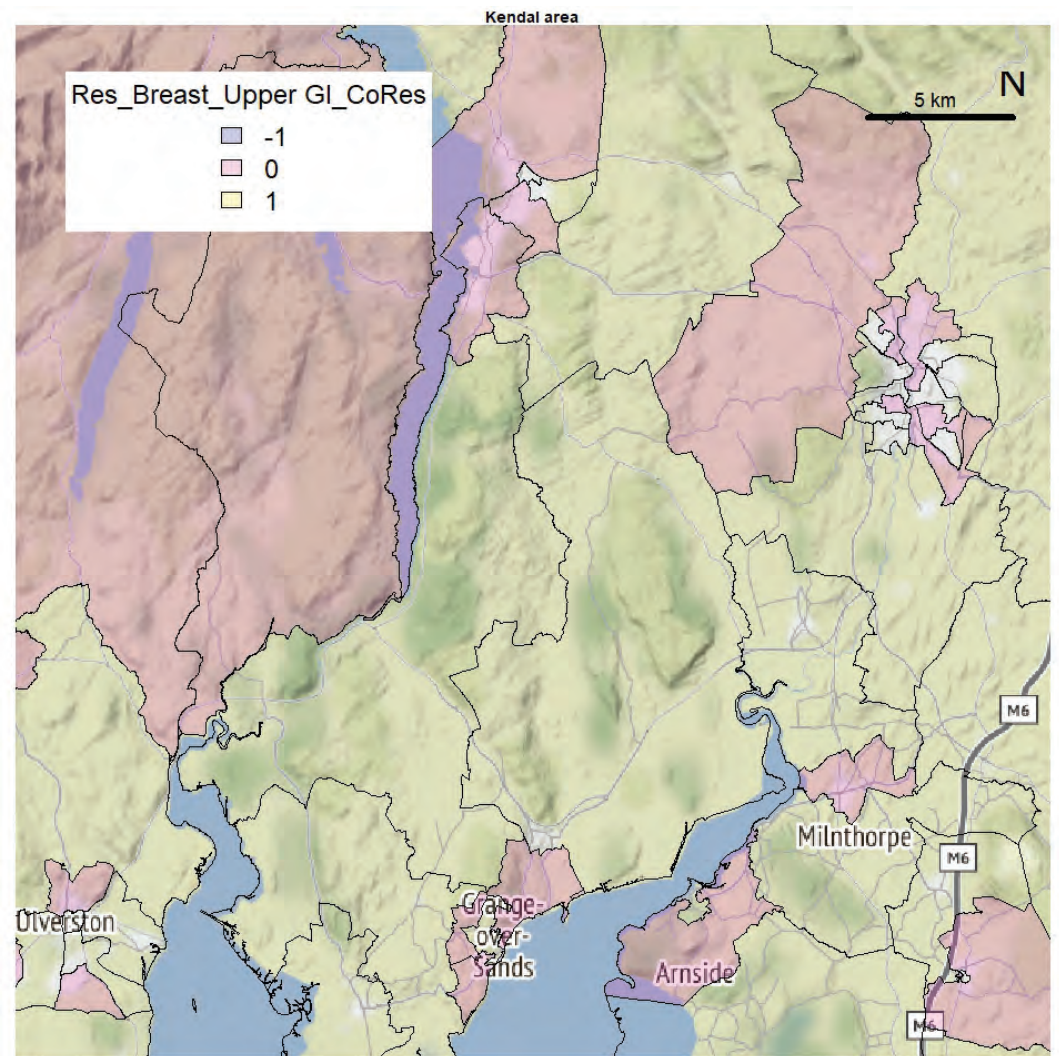 Kendal area
Res_Breast_Upper GI_CoRes
-1
0
1
N
5 km
M6
Milnthorpe
M6
Grange-
over-
Sands
Ulverston
Arnside
M6